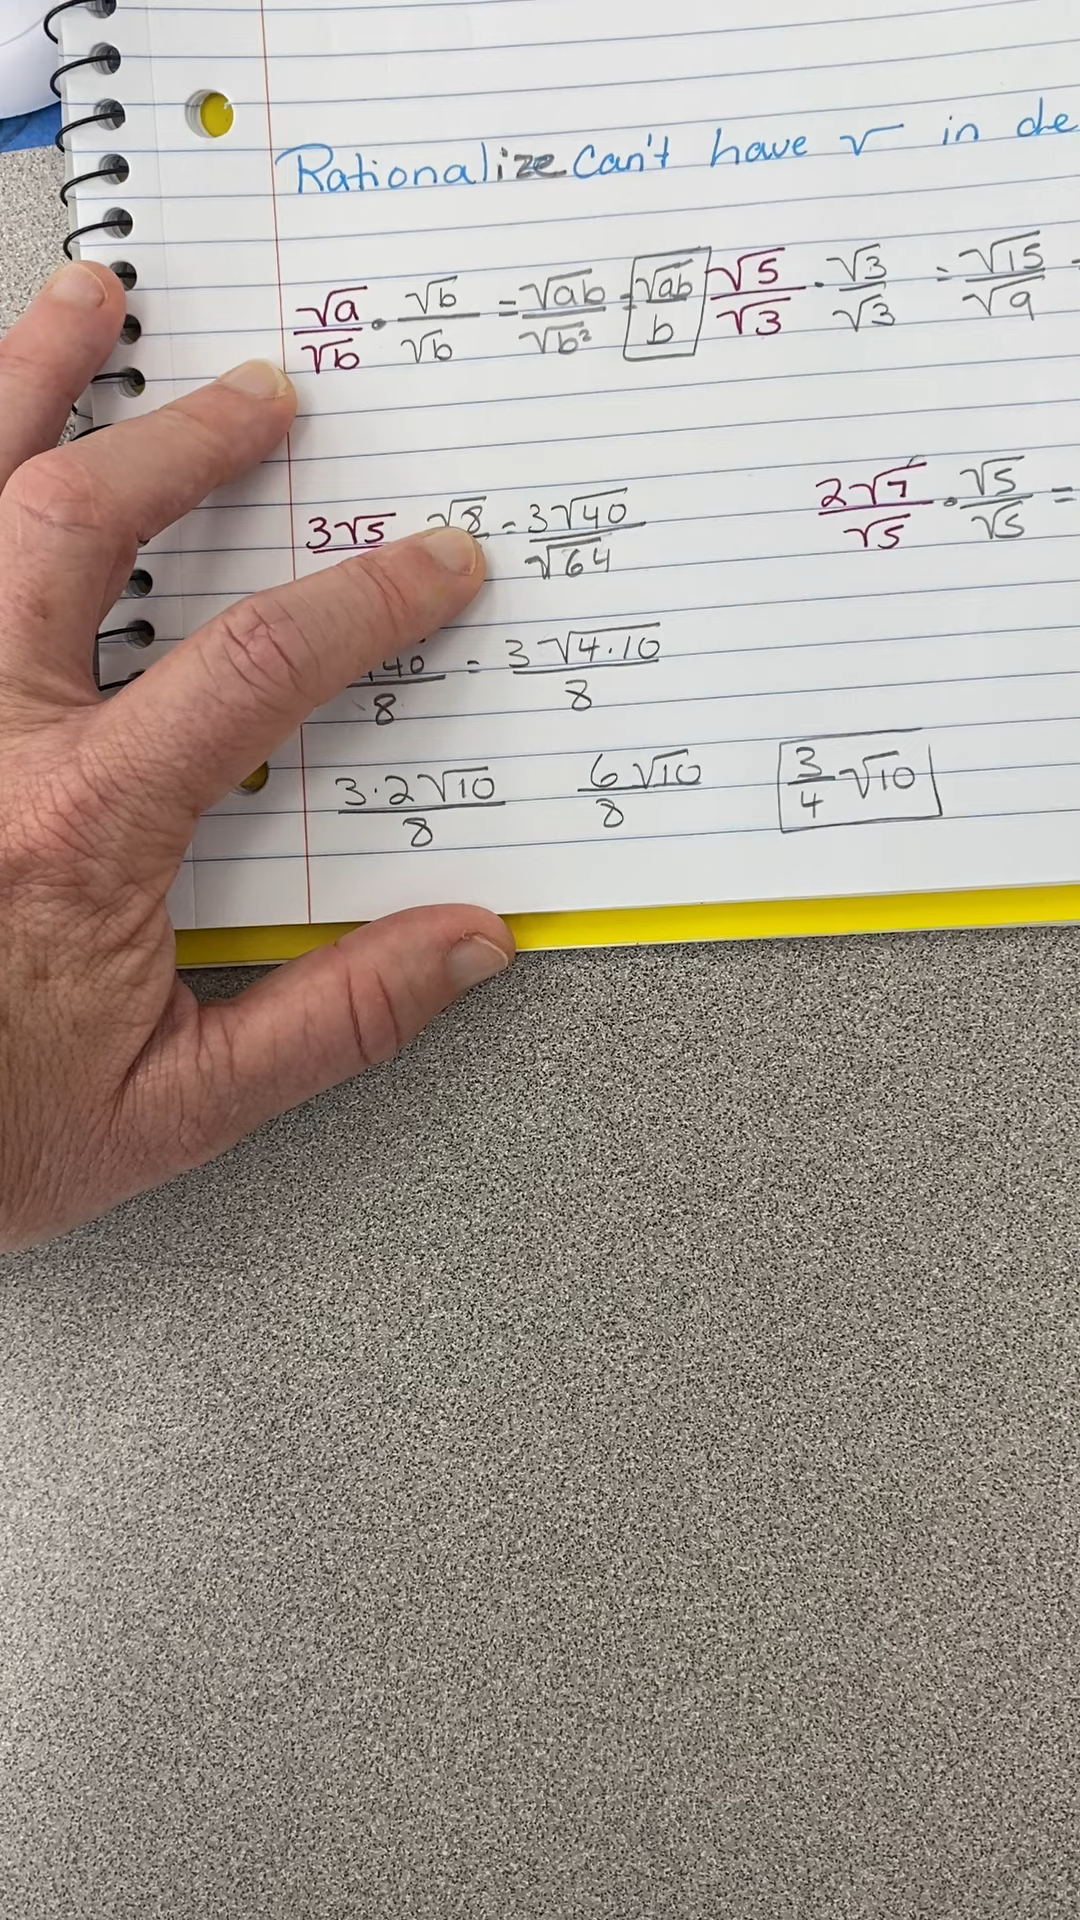 Rationalize Can't have √ in de
√a/√b · √b/√b = √ab/√b² = √ab/b √5/√3 · √3/√3 = √15/√9
3√5 √8 = 3√40/√64 2√7/√5 · √5/√5 =
40/8 = 3√4·10/8
3·2√10/8 6√10/8 3/4 √10